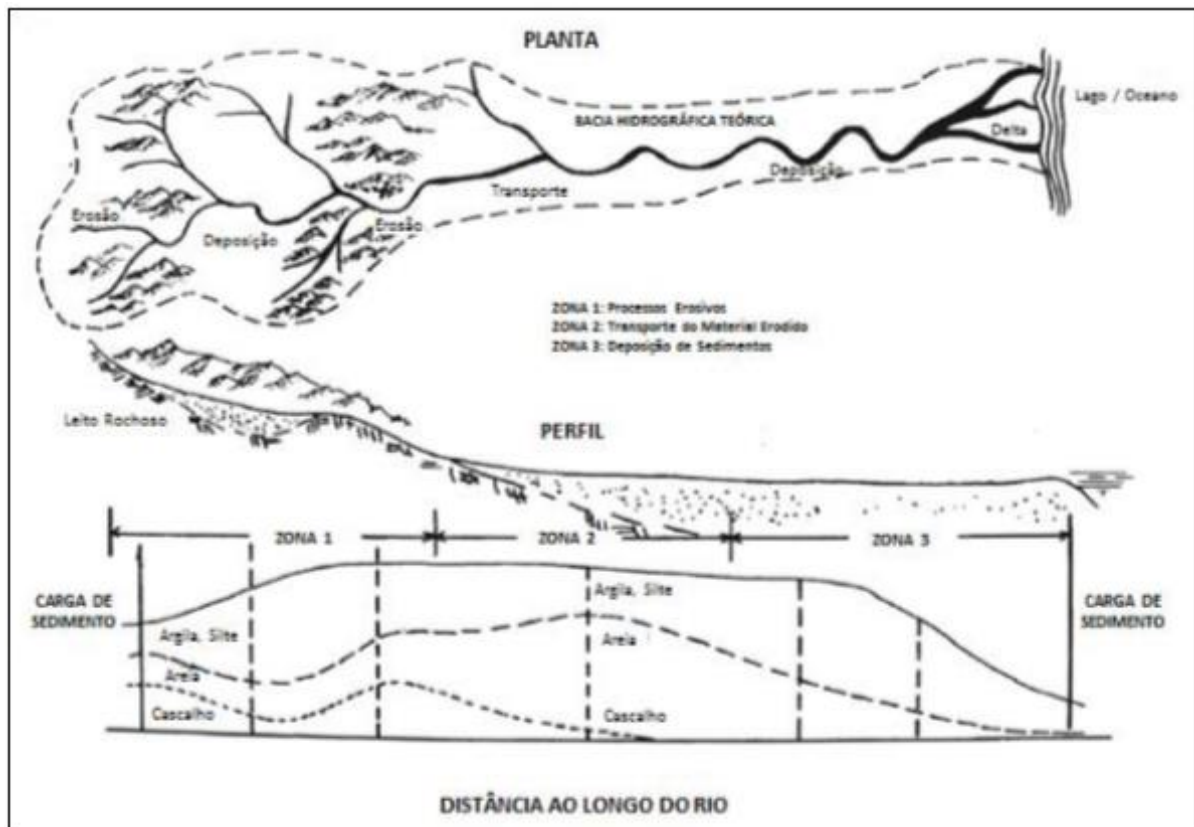 PLANTA
Lago / Oceano
BACIA HIDROGRÁFICA TEÓRICA
Delta
Deposição
Transporte
Erosão
Erosão
Deposição
ZONA 1: Processos Erosivos
ZONA 2: Transporte do Material Erodido
ZONA 3: Deposição de Sedimentos
Leito Rochoso
PERFIL
ZONA 1
ZONA 2
ZONA 3
CARGA DE
SEDIMENTO
Argila, Silte
Areia
Cascalho
Argila, Silte
Areia
Cascalho
CARGA DE
SEDIMENTO
DISTÂNCIA AO LONGO DO RIO